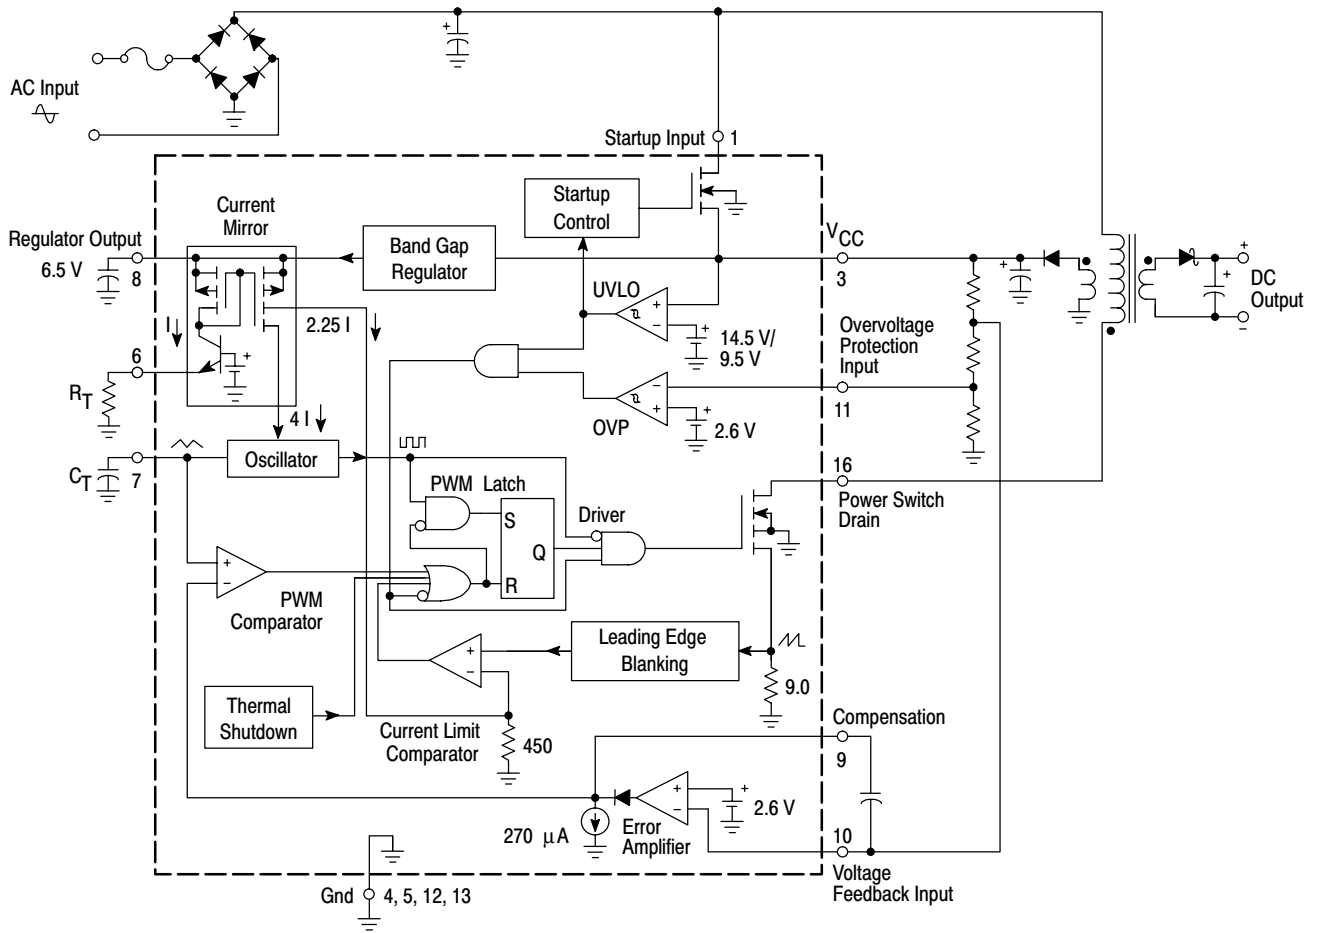 AC Input
Startup Input
1
Current
Mirror
Startup
Control
Regulator Output
6.5 V
8
Band Gap
Regulator
VCC
3
UVLO
14.5 V/
9.5 V
DC
Output
+
–
I
2.25 I
Overvoltage
Protection
Input
11
6
RT
4 I
OVP
2.6 V
CT
7
Oscillator
16
Power Switch
Drain
PWM Latch
S
Q
R
Driver
PWM
Comparator
Leading Edge
Blanking
9.0
Thermal
Shutdown
Current Limit
Comparator
450
Compensation
9
270 µA
Error
Amplifier
2.6 V
10
Voltage
Feedback Input
Gnd
4, 5, 12, 13